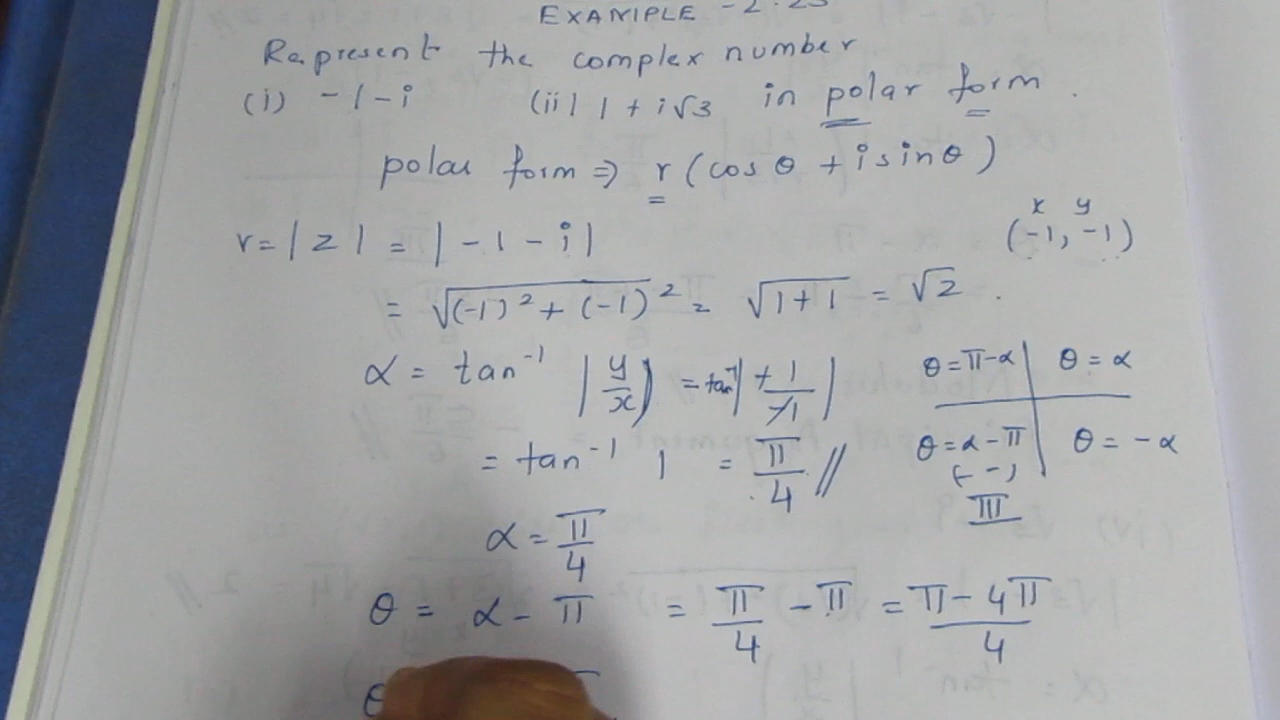 EXAMPLE - 2.23
Represent the complex number
(i) -1-i (ii) 1+i√3 in polar form.
polar form ⇒ r(cos θ + i sin θ)
r = |z| = |-1-i|
x y
(-1, -1)
= √(-1)² + (-1)² = √1+1 = √2.
α = tan⁻¹ |y/x| = tan⁻¹ |+1/-1|
θ = π-α θ = α
= tan⁻¹ 1 = π/4 //
θ = α-π θ = -α
(- -)
III
α = π/4
θ = α - π = π/4 - π = π-4π/4
θ